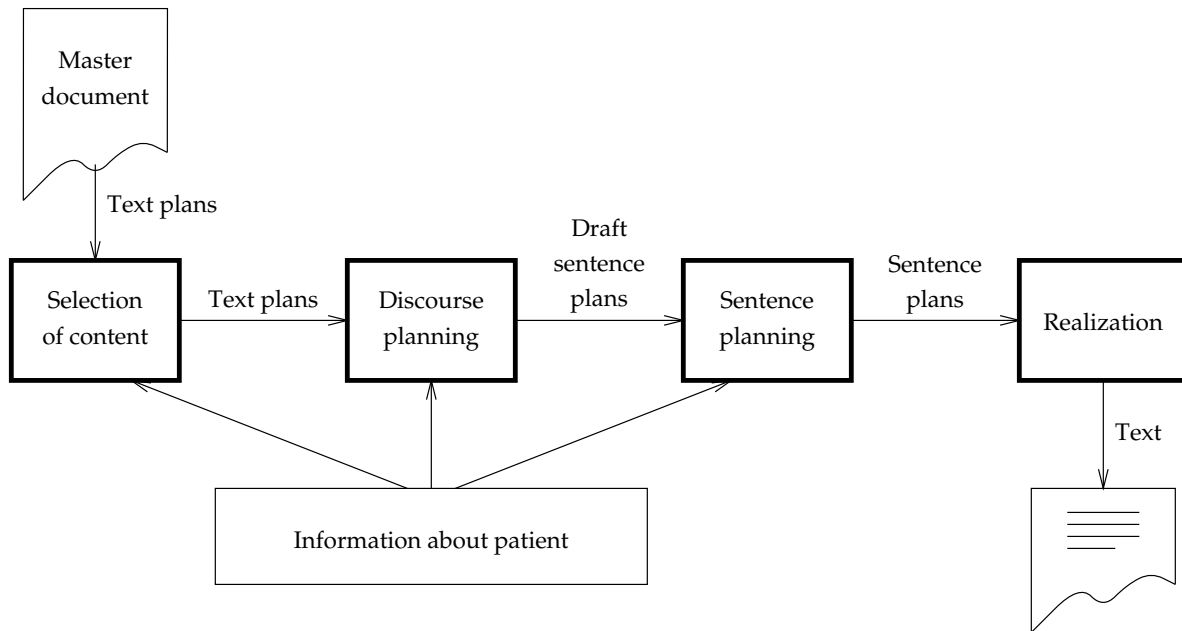 Master
document
Text plans
Selection
of content
Text plans
Discourse
planning
Draft
sentence
plans
Sentence
planning
Sentence
plans
Realization
Text
Information about patient